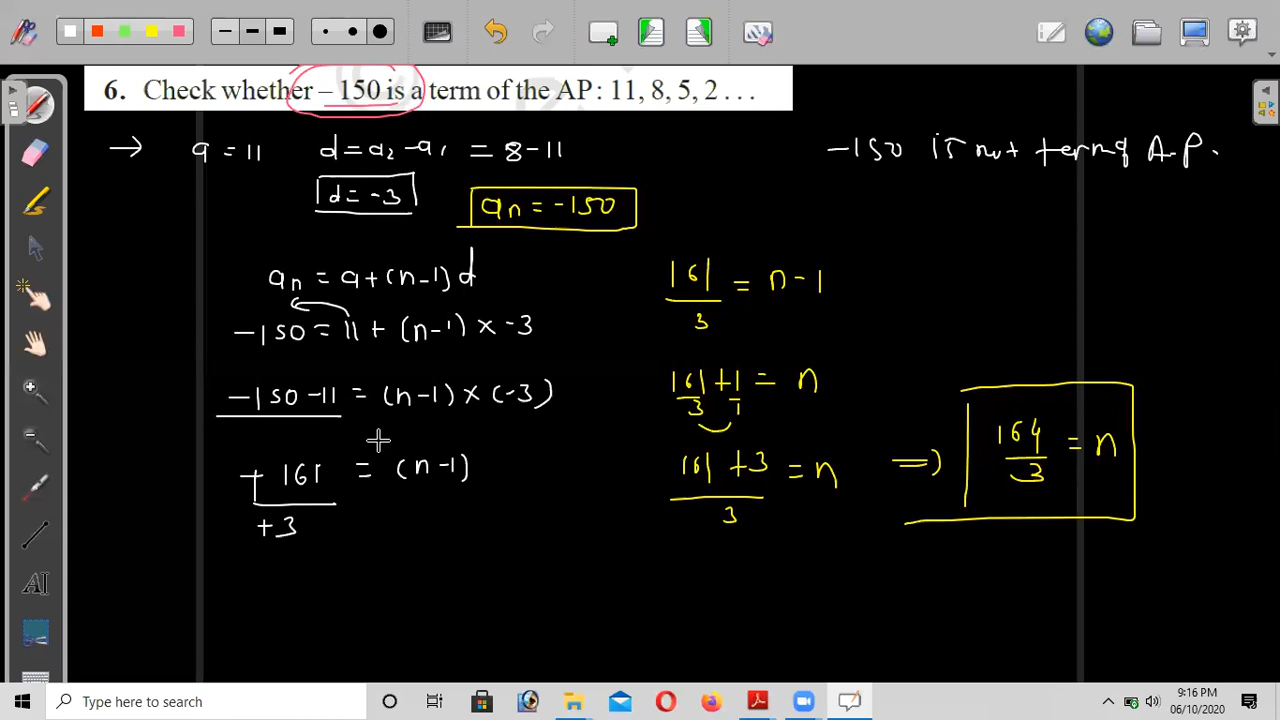 6. Check whether – 150 is a term of the AP : 11, 8, 5, 2 . . .
→ a = 11 d = a₂ - a₁ = 8 - 11
d = -3
an = -150
-150 is not term of A.P.
an = a + (n-1) d
-150 = 11 + (n-1) × -3
-150 - 11 = (n-1) × (-3)
+ 161 / +3 = (n-1)
161/3 = n - 1
161/3 + 1/1 = n
161 + 3 / 3 = n
⇒ 164/3 = n
AI
Type here to search
9:16 PM
06/10/2020